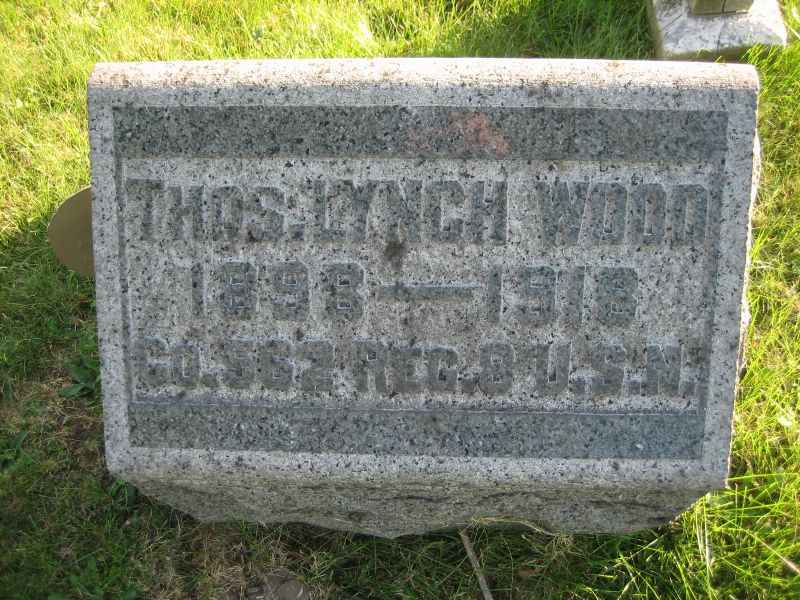 THOS. LYNCH WOOD
1898 — 1918
CO. 562 REG. 8 U.S.N.